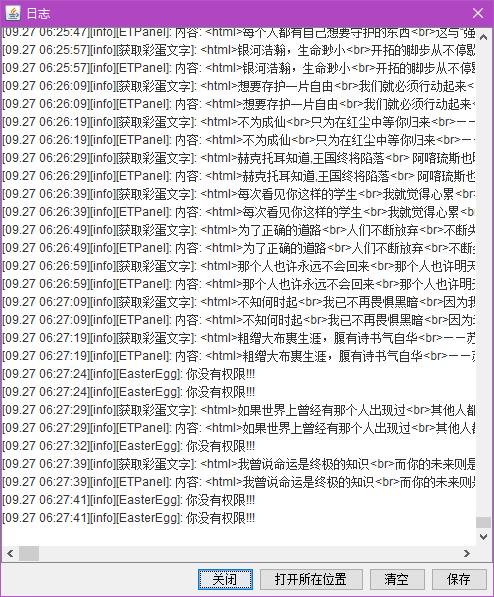 日志
[09.27 06:25:47][info][ETPanel]: 内容: <html>每个人都有自己想要守护的东西<br>这与"强
[09.27 06:25:57][info][获取彩蛋文字]: <html>银河浩瀚，生命渺小<br>开拓的脚步从不停歇
[09.27 06:25:57][info][ETPanel]: 内容: <html>银河浩瀚，生命渺小<br>开拓的脚步从不停歇
[09.27 06:26:09][info][获取彩蛋文字]: <html>想要存护一片自由<br>我们就必须行动起来<
[09.27 06:26:09][info][ETPanel]: 内容: <html>想要存护一片自由<br>我们就必须行动起来<
[09.27 06:26:19][info][获取彩蛋文字]: <html>不为成仙<br>只为在红尘中等你归来<br>——
[09.27 06:26:19][info][ETPanel]: 内容: <html>不为成仙<br>只为在红尘中等你归来<br>——
[09.27 06:26:29][info][获取彩蛋文字]: <html>赫克托耳知道,王国终将陷落<br> 阿喀琉斯也
[09.27 06:26:29][info][ETPanel]: 内容: <html>赫克托耳知道,王国终将陷落<br> 阿喀琉斯也
[09.27 06:26:39][info][获取彩蛋文字]: <html>每次看见你这样的学生<br>我就觉得心累<br>
[09.27 06:26:39][info][ETPanel]: 内容: <html>每次看见你这样的学生<br>我就觉得心累<br>
[09.27 06:26:49][info][获取彩蛋文字]: <html>为了正确的道路<br>人们不断放弃<br>不断失
[09.27 06:26:49][info][ETPanel]: 内容: <html>为了正确的道路<br>人们不断放弃<br>不断失
[09.27 06:26:59][info][获取彩蛋文字]: <html>那个人也许永远不会回来<br>那个人也许明天
[09.27 06:26:59][info][ETPanel]: 内容: <html>那个人也许永远不会回来<br>那个人也许明天
[09.27 06:27:09][info][获取彩蛋文字]: <html>不知何时起<br>我已不再畏惧黑暗<br>因为我
[09.27 06:27:09][info][ETPanel]: 内容: <html>不知何时起<br>我已不再畏惧黑暗<br>因为我
[09.27 06:27:19][info][获取彩蛋文字]: <html>粗缯大布裹生涯，腹有诗书气自华<br>——苏
[09.27 06:27:19][info][ETPanel]: 内容: <html>粗缯大布裹生涯，腹有诗书气自华<br>——苏
[09.27 06:27:24][info][EasterEgg]: 你没有权限!!!
[09.27 06:27:24][info][EasterEgg]: 你没有权限!!!
[09.27 06:27:29][info][获取彩蛋文字]: <html>如果世界上曾经有那个人出现过<br>其他人都
[09.27 06:27:29][info][ETPanel]: 内容: <html>如果世界上曾经有那个人出现过<br>其他人都
[09.27 06:27:32][info][EasterEgg]: 你没有权限!!!
[09.27 06:27:39][info][获取彩蛋文字]: <html>我曾说命运是终极的知识<br>而你的未来则是
[09.27 06:27:39][info][ETPanel]: 内容: <html>我曾说命运是终极的知识<br>而你的未来则是
[09.27 06:27:41][info][EasterEgg]: 你没有权限!!!
[09.27 06:27:41][info][EasterEgg]: 你没有权限!!!
关闭
打开所在位置
清空
保存